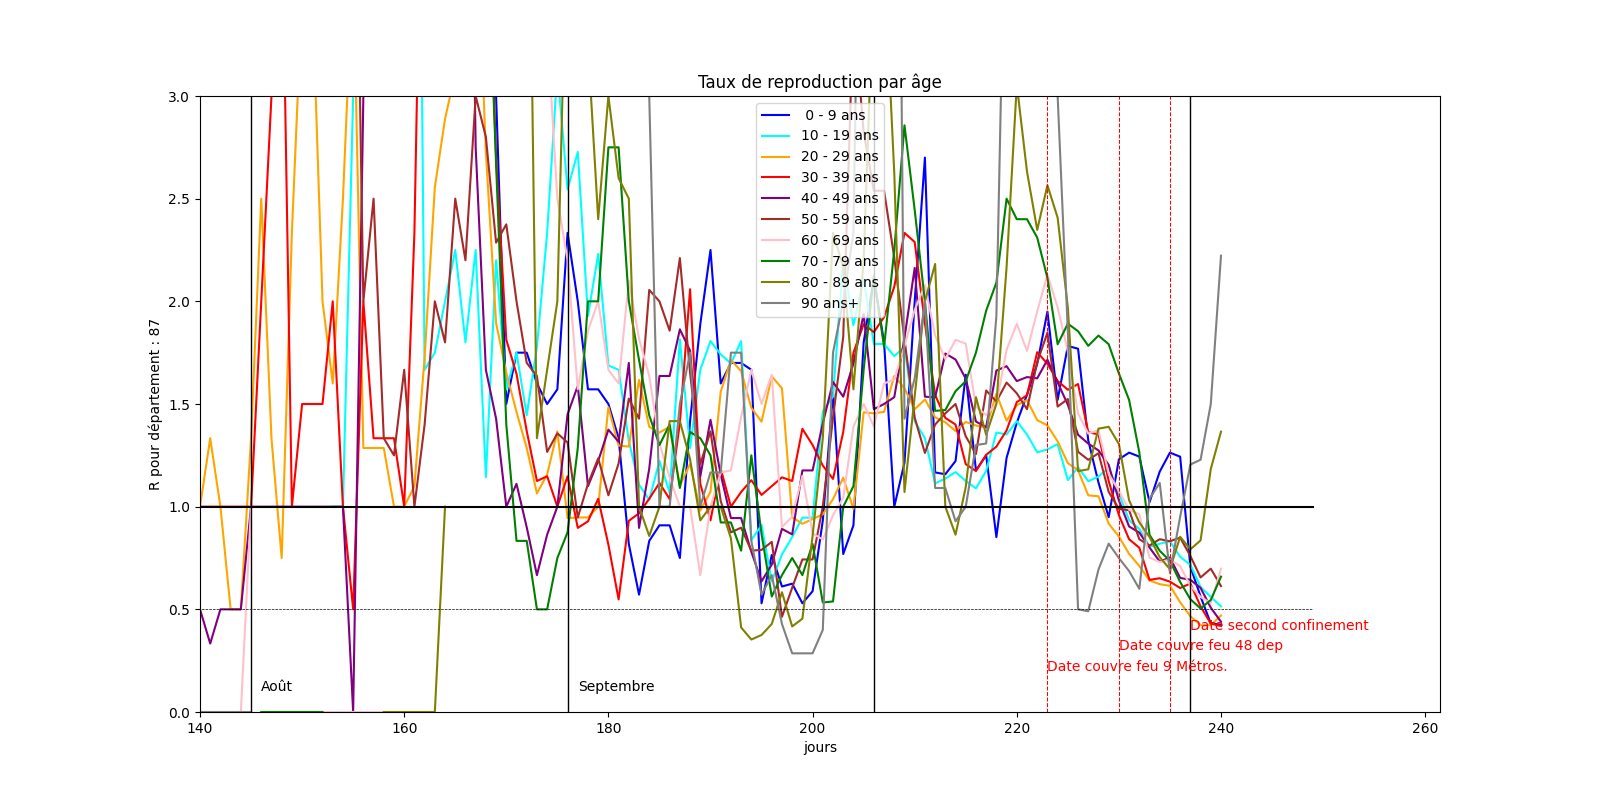 Taux de reproduction par âge
R pour département : 87
3.0
2.5
2.0
1.5
1.0
0.5
0.0
0 - 9 ans
10 - 19 ans
20 - 29 ans
30 - 39 ans
40 - 49 ans
50 - 59 ans
60 - 69 ans
70 - 79 ans
80 - 89 ans
90 ans+
Date second confinement
Date couvre feu 48 dep
Date couvre feu 9 Métros.
Août
Septembre
140
160
180
200
220
240
260
jours